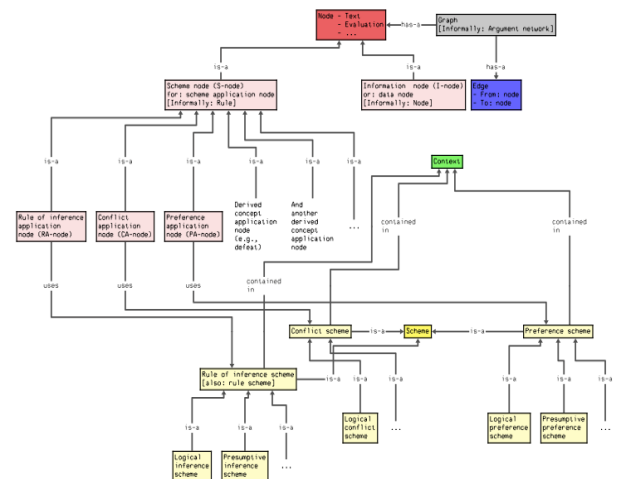 Node - Text
- Evaluation
- ...
has-a
Graph
[Informally: Argument network]
is-a
is-a
has-a
Scheme node (S-node)
for: scheme application node
[Informally: Rule]
Information node (I-node)
or: data node
[Informally: Node]
Edge
- From: node
- To: node
is-a
is-a
is-a
is-a
is-a
is-a
Context
Rule of inference
application
node (RA-node)
Conflict
application
node (CA-node)
Preference
application
node (PA-node)
Derived
concept
application
node
(e.g.,
defeat)
And
another
derived
concept
application
node
...
contained
in
contained
in
uses
uses
uses
contained
in
Conflict scheme
is-a
Scheme
is-a
Preference scheme
Rule of inference scheme
[also: rule scheme]
is-a
is-a
is-a
is-a
is-a
is-a
is-a
is-a
is-a
Logical
conflict
scheme
...
Logical
preference
scheme
Presumptive
preference
scheme
...
Logical
inference
scheme
Presumptive
inference
scheme
...